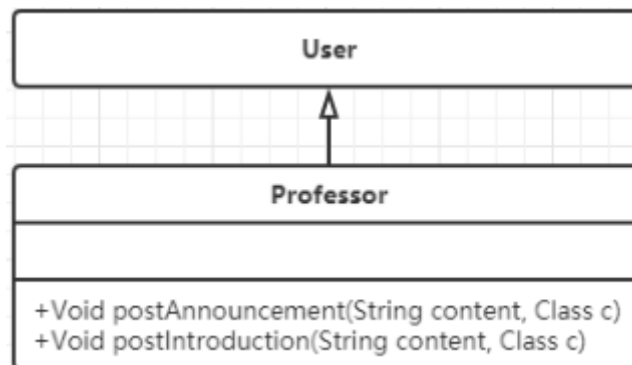 User
Professor
+Void postAnnouncement(String content, Class c)
+Void postIntroduction(String content, Class c)